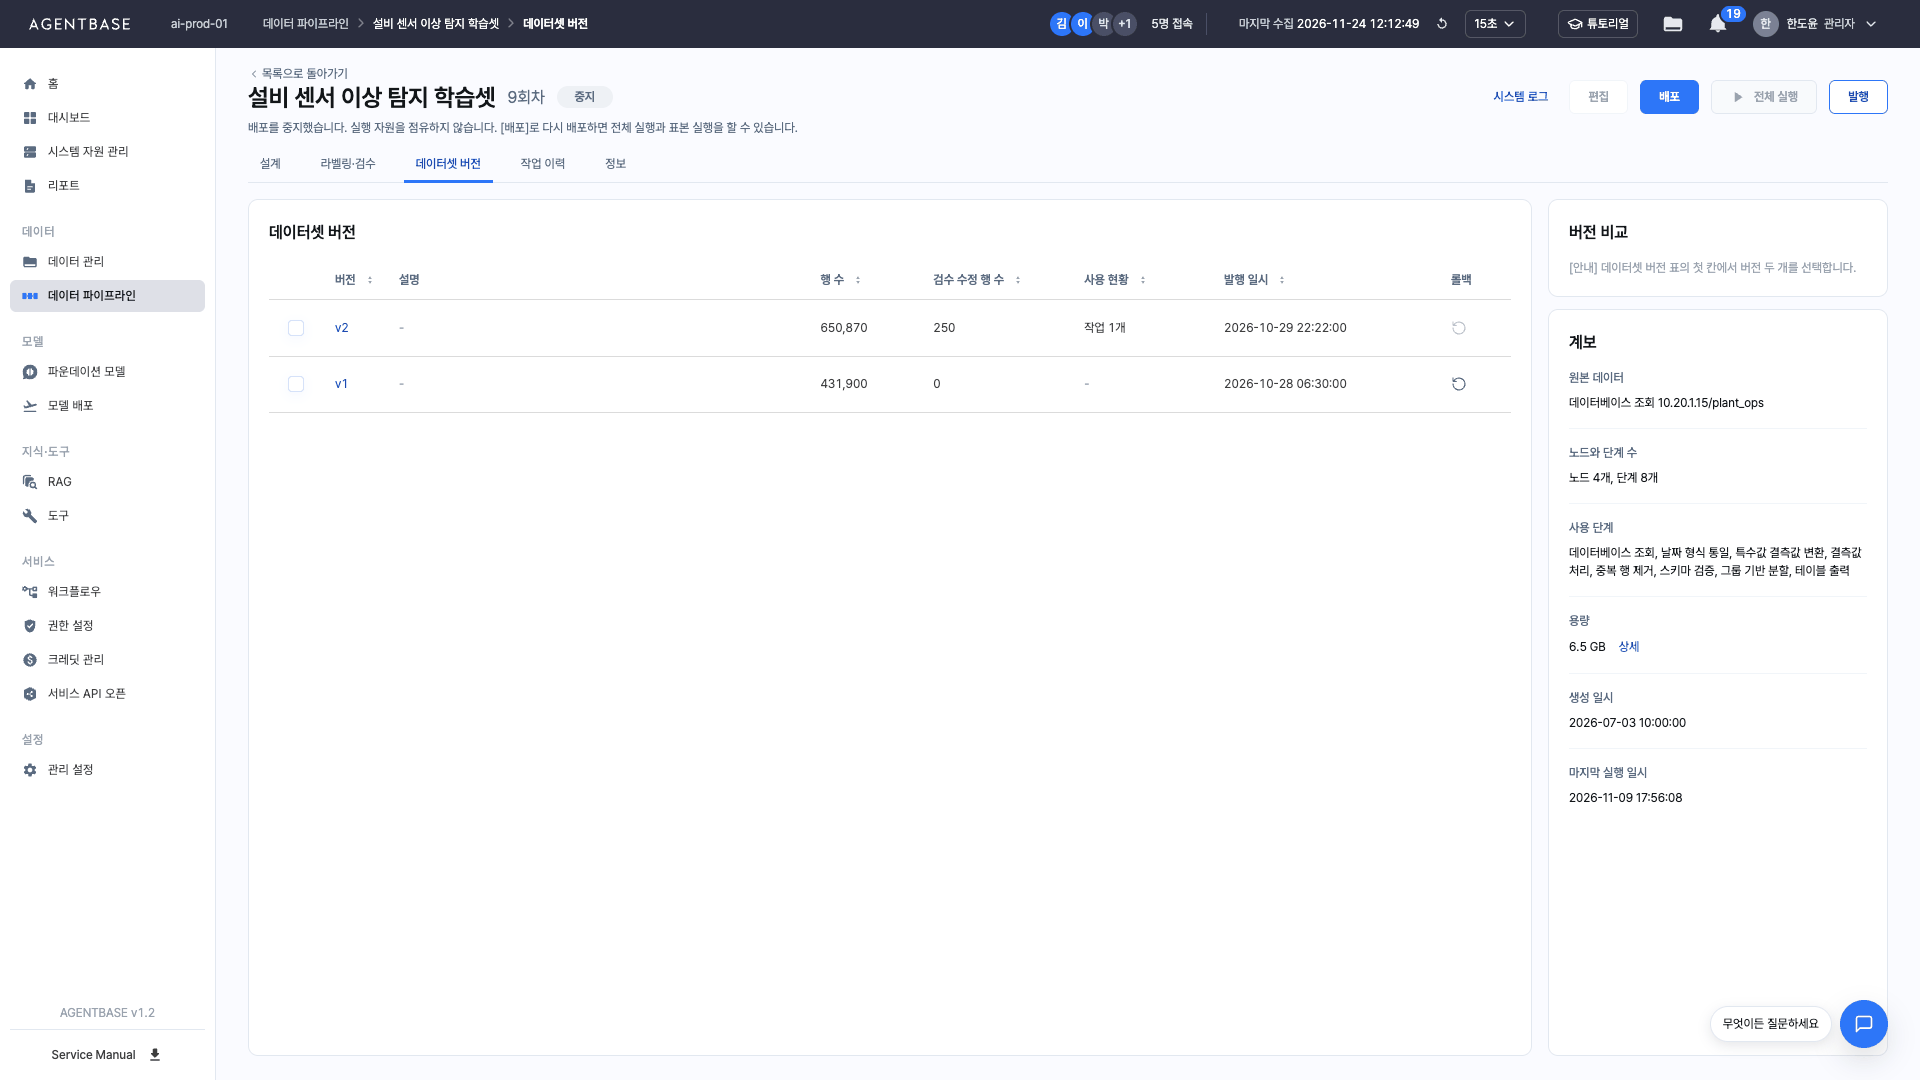 AGENTBASE
ai-prod-01
데이터 파이프라인 > 설비 센서 이상 탐지 학습셋 > 데이터셋 버전
김 이 박 +1 5명 접속
마지막 수집 2026-11-24 12:12:49
15초
튜토리얼
19
한 한도윤 관리자
홈
대시보드
시스템 자원 관리
리포트
데이터
데이터 관리
데이터 파이프라인
모델
파운데이션 모델
모델 배포
지식·도구
RAG
도구
서비스
워크플로우
권한 설정
크레딧 관리
서비스 API 오픈
설정
관리 설정
AGENTBASE v1.2
Service Manual
목록으로 돌아가기
설비 센서 이상 탐지 학습셋 9회차 중지
배포를 중지했습니다. 실행 자원을 점유하지 않습니다. [배포]로 다시 배포하면 전체 실행과 표본 실행을 할 수 있습니다.
시스템 로그 편집 배포 전체 실행 발행
설계 라벨링·검수 데이터셋 버전 작업 이력 정보
데이터셋 버전
버전 설명 행 수 검수 수정 행 수 사용 현황 발행 일시 롤백
v2 - 650,870 250 작업 1개 2026-10-29 22:22:00
v1 - 431,900 0 - 2026-10-28 06:30:00
버전 비교
[안내] 데이터셋 버전 표의 첫 칸에서 버전 두 개를 선택합니다.
계보
원본 데이터
데이터베이스 조회 10.20.1.15/plant_ops
노드와 단계 수
노드 4개, 단계 8개
사용 단계
데이터베이스 조회, 날짜 형식 통일, 특수값 결측값 변환, 결측값
처리, 중복 행 제거, 스키마 검증, 그룹 기반 분할, 테이블 출력
용량
6.5 GB 상세
생성 일시
2026-07-03 10:00:00
마지막 실행 일시
2026-11-09 17:56:08
무엇이든 질문하세요